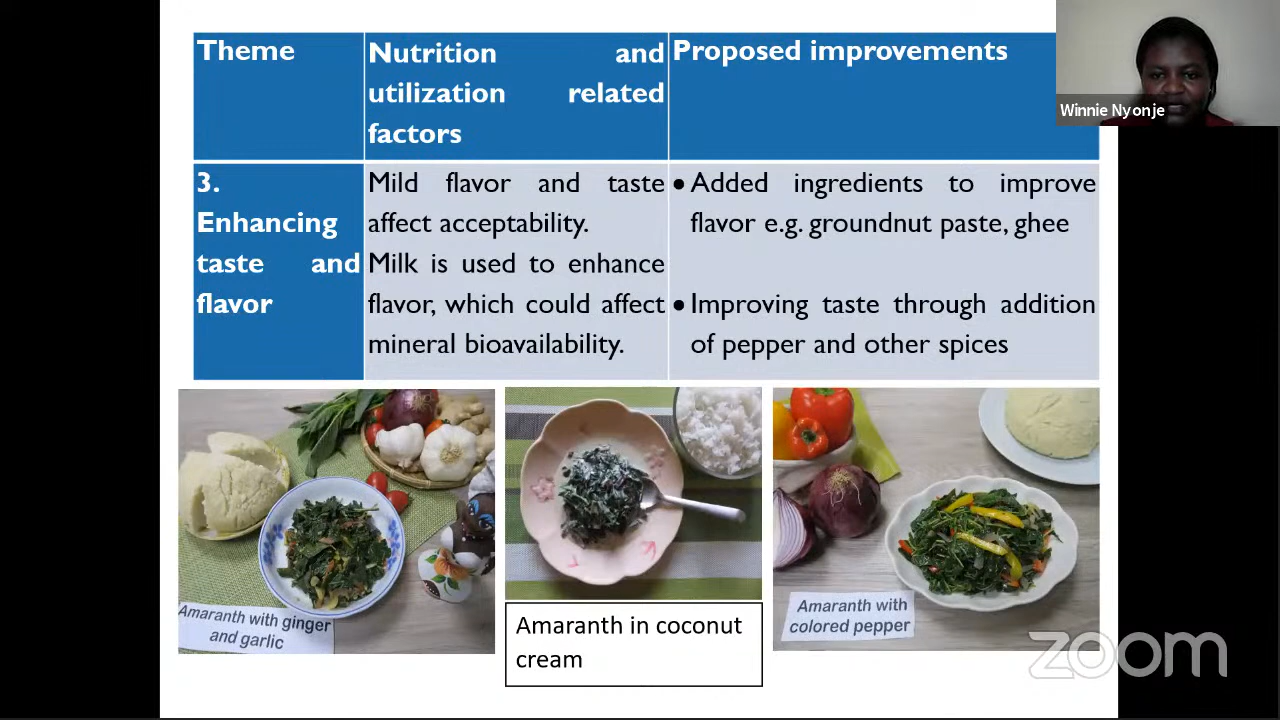 Theme
Nutrition and
utilization related
factors
Proposed improvements
Winnie Nyonje
3.
Enhancing
taste and
flavor
Mild flavor and taste
affect acceptability.
Milk is used to enhance
flavor, which could affect
mineral bioavailability.
•Added ingredients to improve
flavor e.g. groundnut paste, ghee
•Improving taste through addition
of pepper and other spices
Amaranth with ginger
and garlic
Amaranth in coconut
cream
Amaranth with
colored pepper
zoom